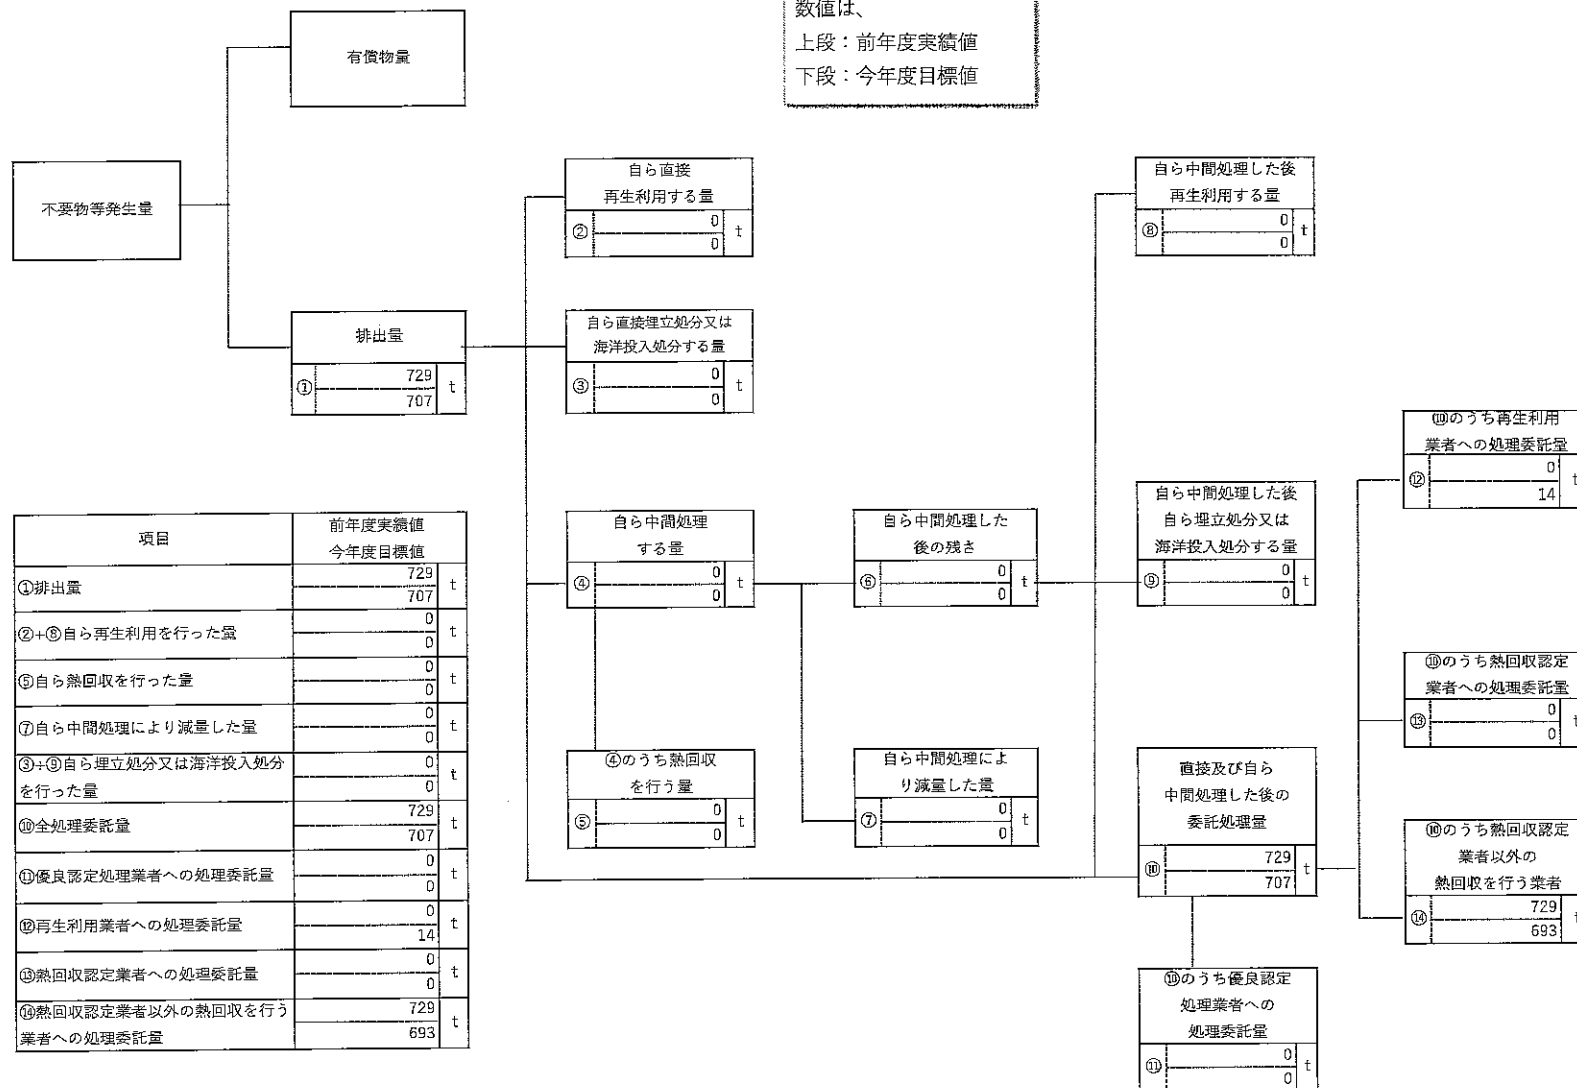 数値は、
上段：前年度実績値
下段：今年度目標値
有償物量
不要物等発生量
排出量
① 729 t
707
自ら直接
再生利用する量
② 0 t
0
自ら直接埋立処分又は
海洋投入処分する量
③ 0 t
0
自ら中間処理
する量
④ 0 t
0
④のうち熱回収
を行う量
⑤ 0 t
0
自ら中間処理した
後の残さ
⑥ 0 t
0
自ら中間処理によ
り減量した量
⑦ 0 t
0
自ら中間処理した後
再生利用する量
⑧ 0 t
0
自ら中間処理した後
自ら埋立処分又は
海洋投入処分する量
⑨ 0 t
0
直接及び自ら
中間処理した後の
委託処理量
⑩ 729 t
707
⑩のうち優良認定
処理業者への
処理委託量
⑪ 0 t
0
⑩のうち再生利用
業者への処理委託量
⑫ 0 t
14
⑩のうち熱回収認定
業者への処理委託量
⑬ 0 t
0
⑩のうち熱回収認定
業者以外の
熱回収を行う業者
⑭ 729 t
693
項目 前年度実績値
今年度目標値
①排出量 729 t
707
②+⑧自ら再生利用を行った量 0 t
0
⑤自ら熱回収を行った量 0 t
0
⑦自ら中間処理により減量した量 0 t
0
③+⑨自ら埋立処分又は海洋投入処分 0 t
を行った量 0
⑩全処理委託量 729 t
707
⑪優良認定処理業者への処理委託量 0 t
0
⑫再生利用業者への処理委託量 0 t
14
⑬熱回収認定業者への処理委託量 0 t
0
⑭熱回収認定業者以外の熱回収を行う 729 t
業者への処理委託量 693